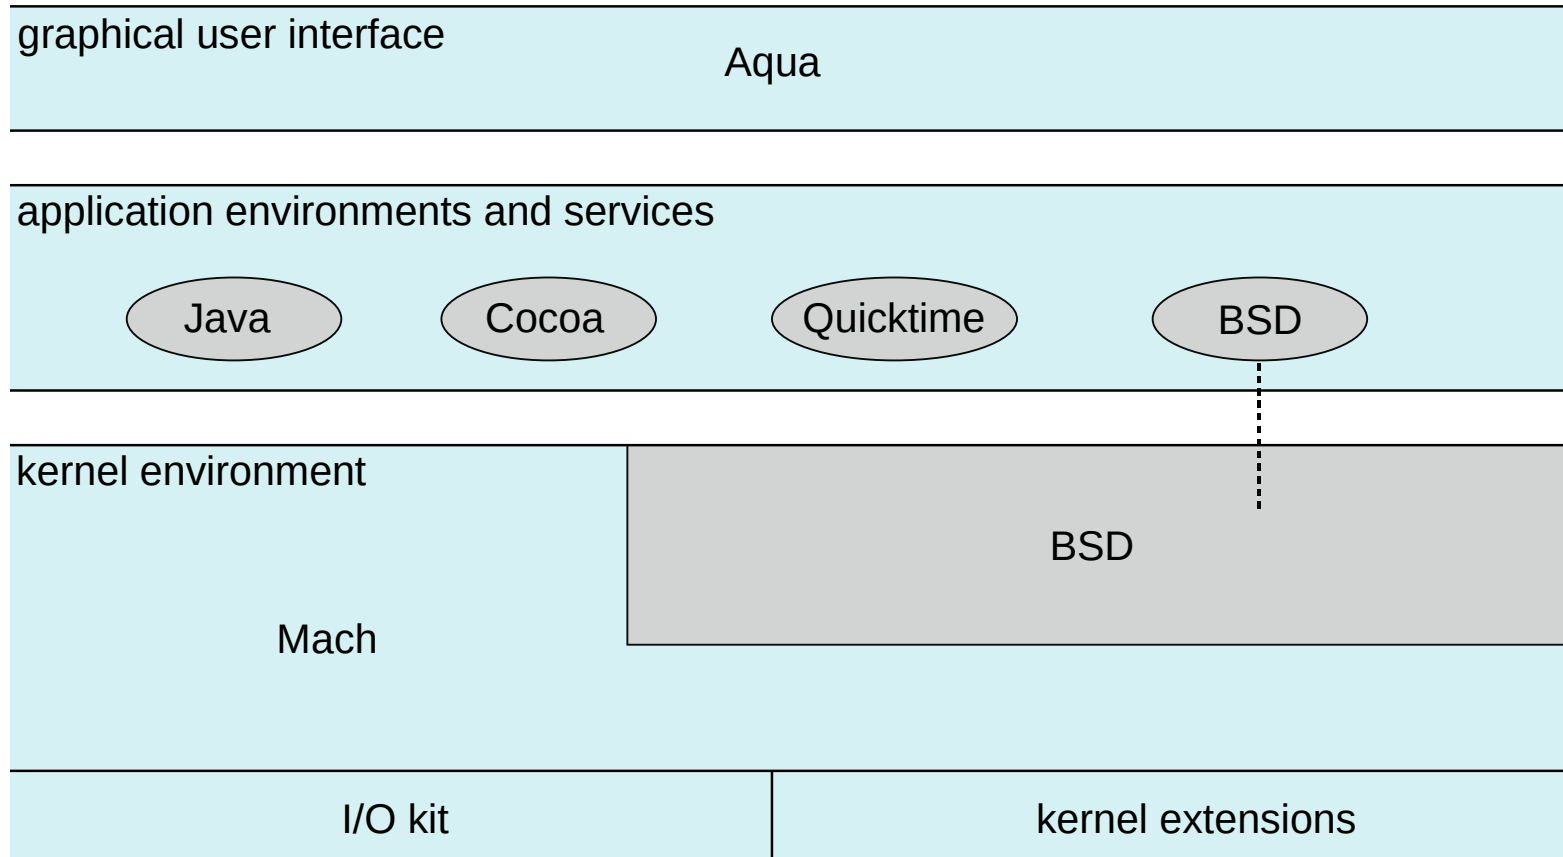 graphical user interface
Aqua
application environments and services
Java
Cocoa
Quicktime
BSD
kernel environment
BSD
Mach
I/O kit
kernel extensions